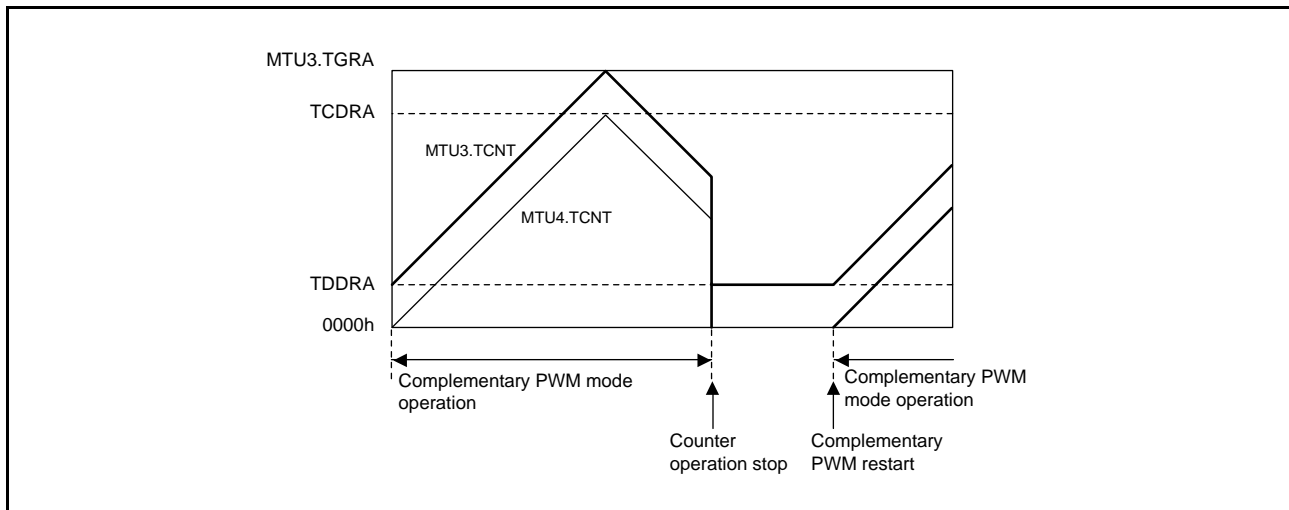 MTU3.TGRA
TCDRA
MTU3.TCNT
MTU4.TCNT
TDDRA
0000h
Complementary PWM mode
operation
Complementary PWM
mode operation
Counter
operation stop
Complementary
PWM restart